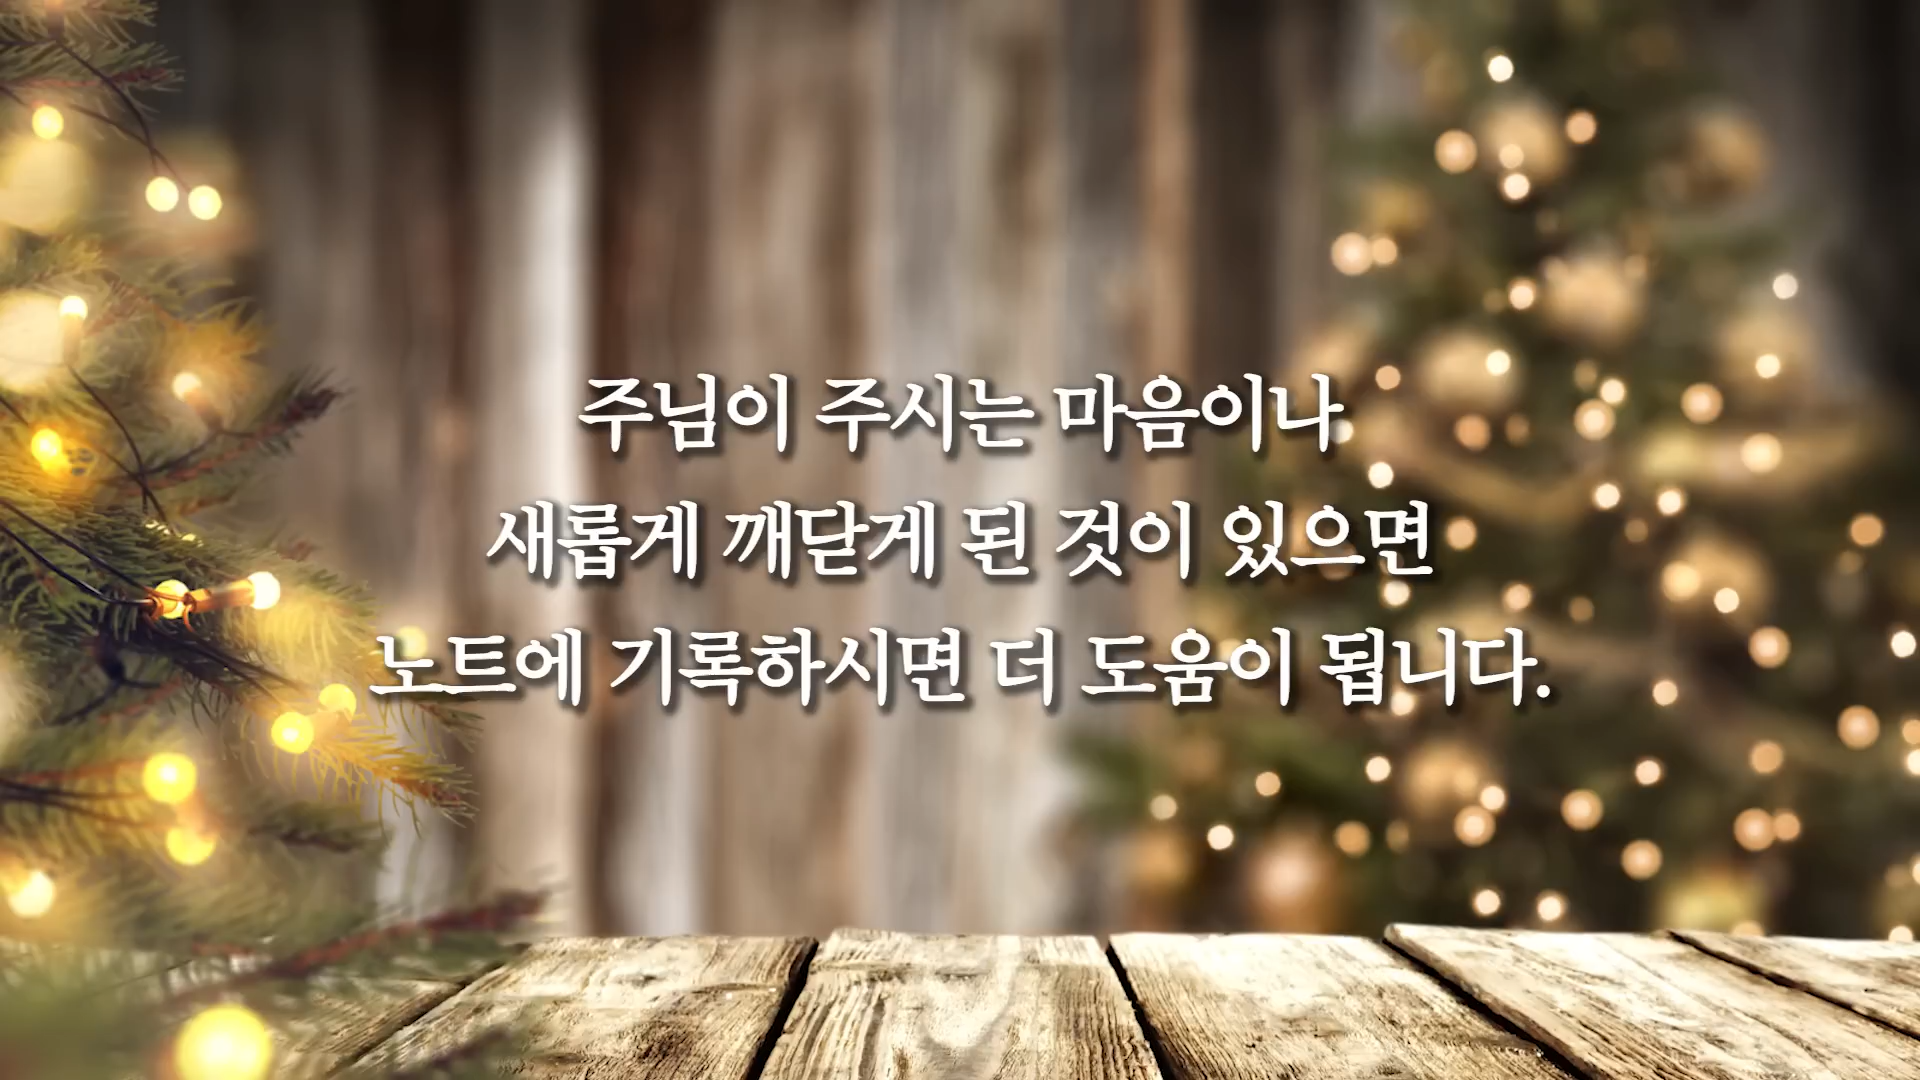 주님이 주시는 마음이나
새롭게 깨닫게 된 것이 있으면
노트에 기록하시면 더 도움이 됩니다.